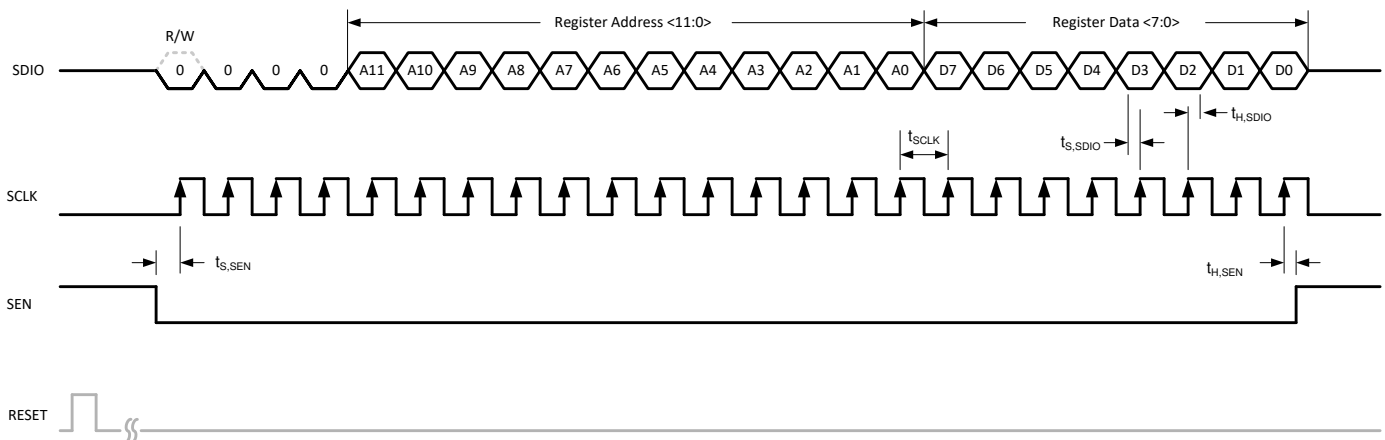 Register Address <11:0> Register Data <7:0>
R/W
SDIO 0 0 0 0 A11 A10 A9 A8 A7 A6 A5 A4 A3 A2 A1 A0 D7 D6 D5 D4 D3 D2 D1 D0
tH,SDIO
tSCLK tS,SDIO
SCLK
tS,SEN tH,SEN
SEN
RESET